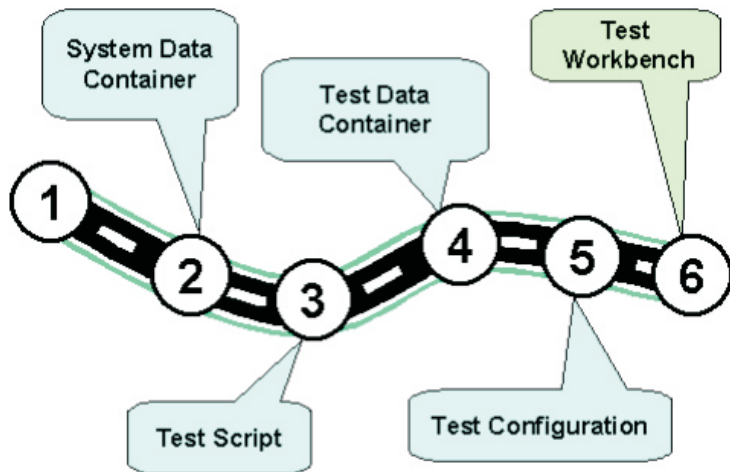 System Data
Container
Test Data
Container
Test
Workbench
1
2
3
4
5
6
Test Script
Test Configuration